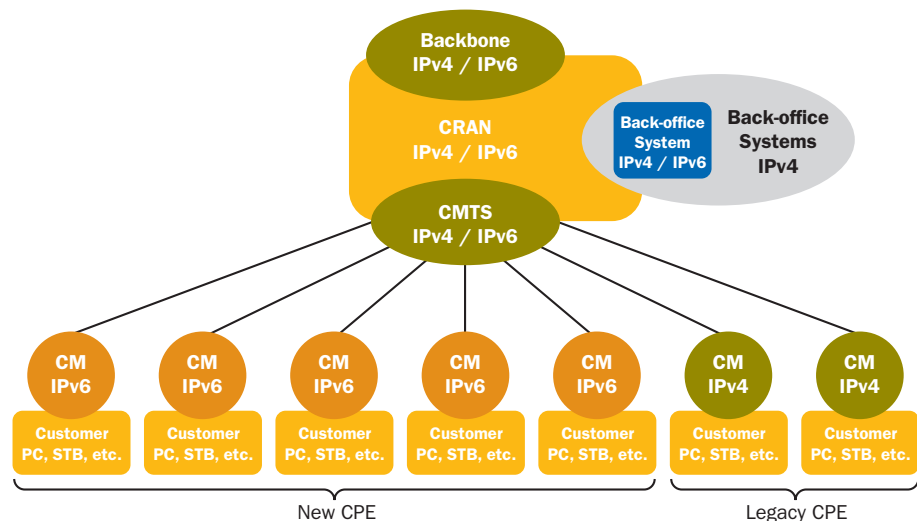 Backbone
IPv4 / IPv6
CRAN
IPv4 / IPv6
Back-office
System
IPv4 / IPv6
Back-office
Systems
IPv4
CMTS
IPv4 / IPv6
CM
IPv6
CM
IPv6
CM
IPv6
CM
IPv6
CM
IPv6
CM
IPv4
CM
IPv4
Customer
PC, STB, etc.
Customer
PC, STB, etc.
Customer
PC, STB, etc.
Customer
PC, STB, etc.
Customer
PC, STB, etc.
Customer
PC, STB, etc.
Customer
PC, STB, etc.
New CPE
Legacy CPE